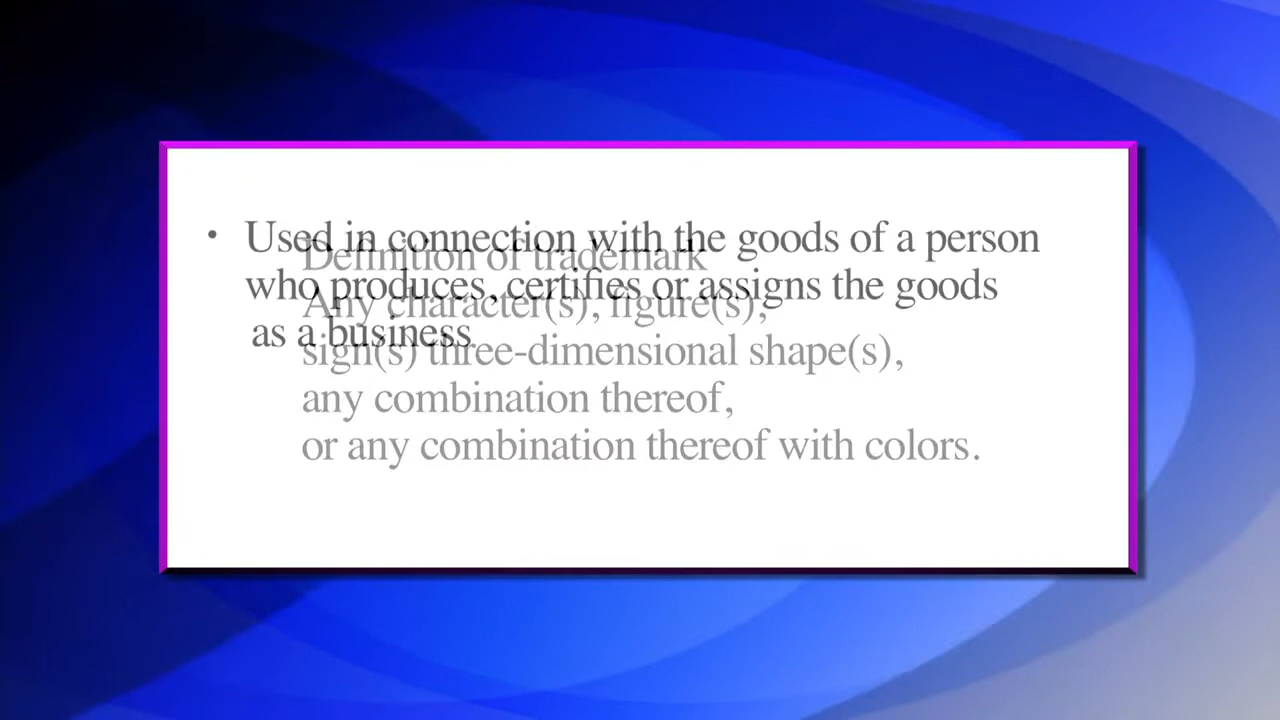 • Used in connection with the goods of a person
who produces, certifies or assigns the goods
as a business.
Definition of trademark
Any character(s), figure(s),
sign(s) three-dimensional shape(s),
any combination thereof,
or any combination thereof with colors.